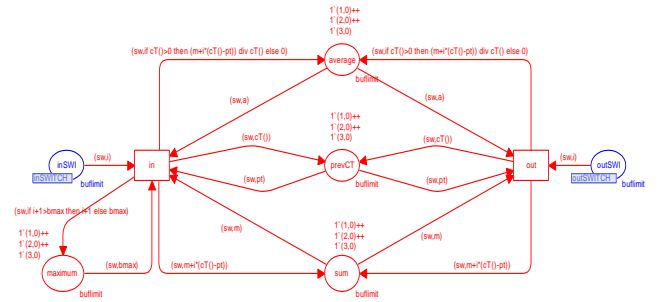 1`(1,0)++
1`(2,0)++
1`(3,0)
(sw,if cT()>0 then (m+i*(cT()-pt)) div cT() else 0)
average
(sw,if cT()>0 then (m+i*(cT()-pt)) div cT() else 0)
buflimit
(sw,a)
(sw,a)
1`(1,0)++
1`(2,0)++
1`(3,0)
(sw,cT())
(sw,cT())
inSWI
(sw,i)
in
prevCT
out
(sw,i)
outSWI
inSWITCH
buflimit
buflimit
(sw,pt)
(sw,pt)
outSWITCH
buflimit
(sw,if i+1>bmax then i+1 else bmax)
1`(1,0)++
1`(2,0)++
1`(3,0)
(sw,m)
(sw,m)
1`(1,0)++
1`(2,0)++
1`(3,0)
maximum
(sw,bmax)
(sw,m+i*(cT()-pt))
sum
(sw,m+i*(cT()-pt))
buflimit
buflimit